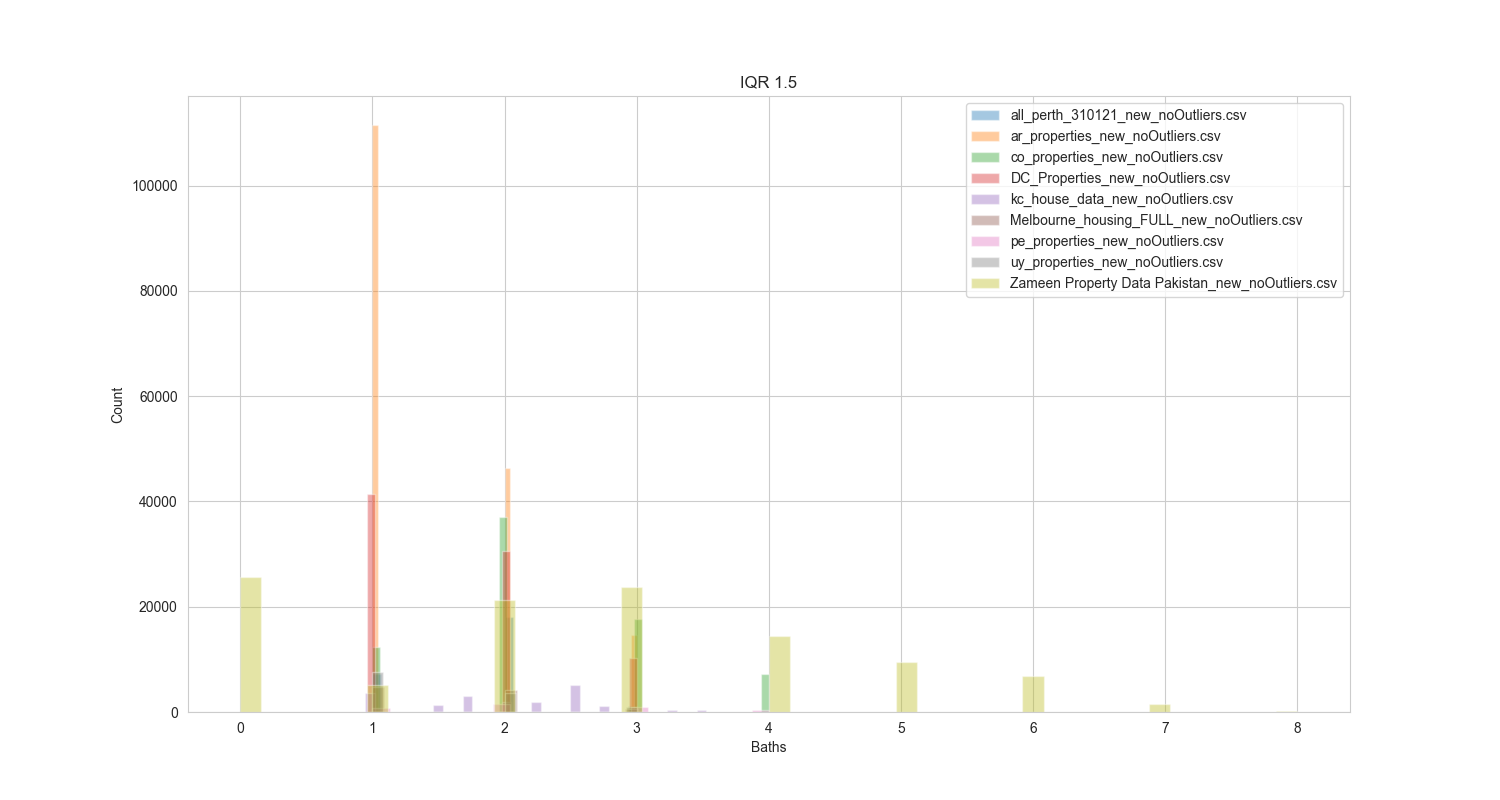 IQR 1.5
all_perth_310121_new_noOutliers.csv
ar_properties_new_noOutliers.csv
co_properties_new_noOutliers.csv
DC_Properties_new_noOutliers.csv
kc_house_data_new_noOutliers.csv
Melbourne_housing_FULL_new_noOutliers.csv
pe_properties_new_noOutliers.csv
uy_properties_new_noOutliers.csv
Zameen Property Data Pakistan_new_noOutliers.csv
100000
80000
60000
40000
20000
0
Count
0 1 2 3 4 5 6 7 8
Baths